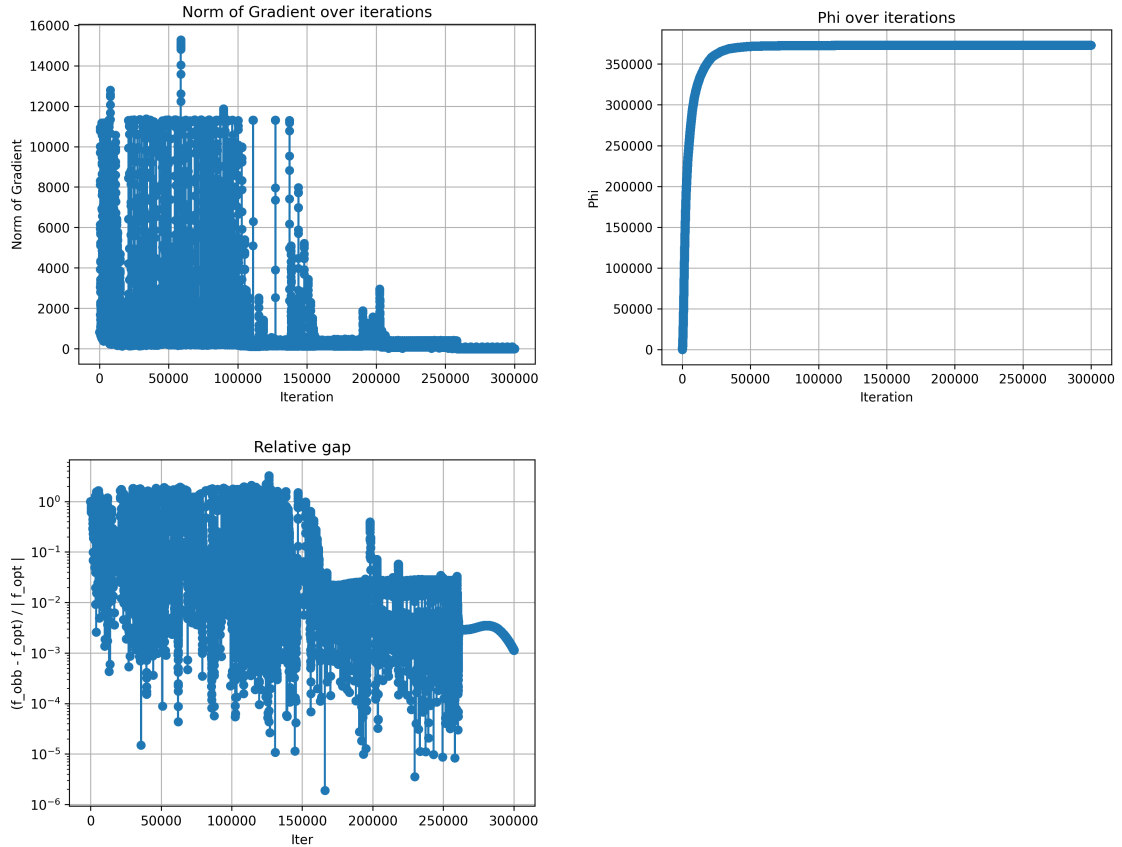 Norm of Gradient over iterations
16000
14000
12000
10000
8000
6000
4000
2000
0
Norm of Gradient
0 50000 100000 150000 200000 250000 300000
Iteration
Phi over iterations
350000
300000
250000
200000
150000
100000
50000
0
Phi
0 50000 100000 150000 200000 250000 300000
Iteration
Relative gap
10⁰
10⁻¹
10⁻²
10⁻³
10⁻⁴
10⁻⁵
10⁻⁶
(f_obb - f_opt) / | f_opt |
0 50000 100000 150000 200000 250000 300000
Iter